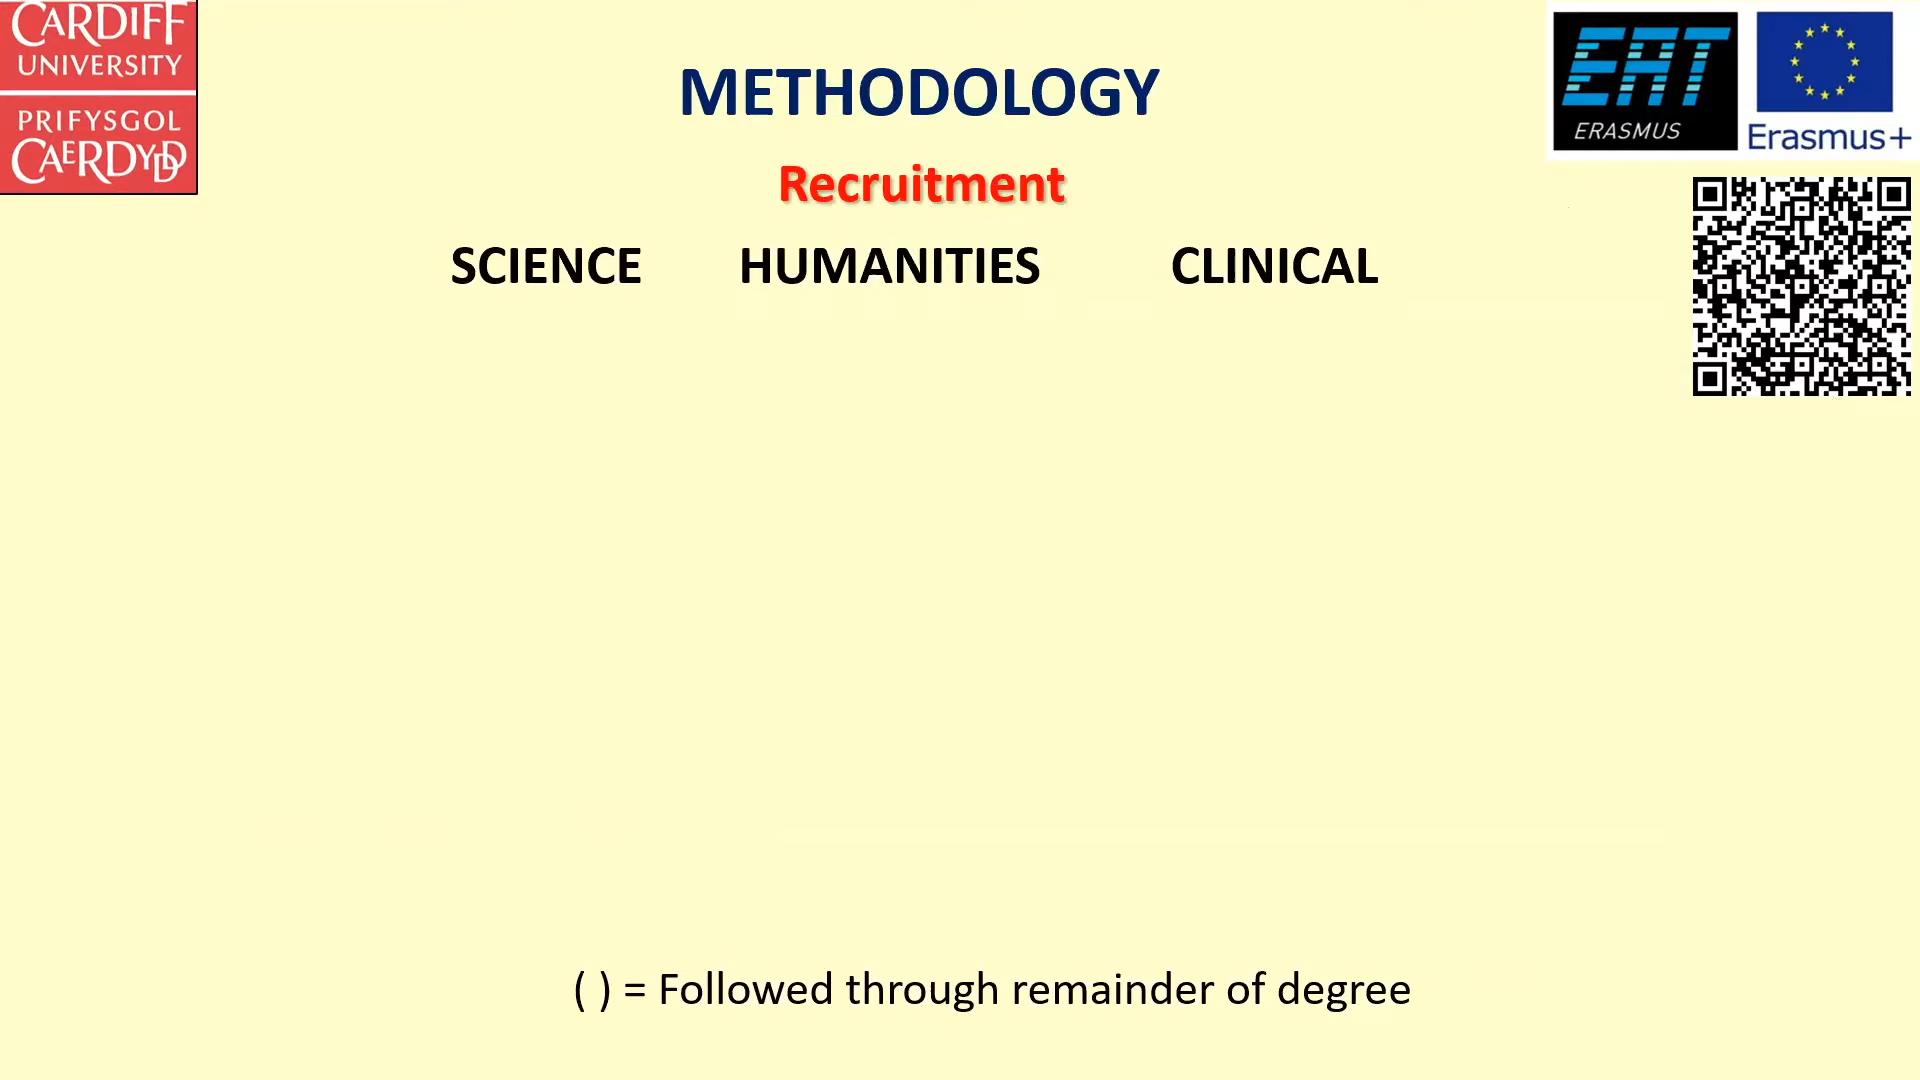 CARDIFF
UNIVERSITY
PRIFYSGOL
CAERDYDD
METHODOLOGY
EAT
ERASMUS
Erasmus+
Recruitment
SCIENCE HUMANITIES CLINICAL
( ) = Followed through remainder of degree